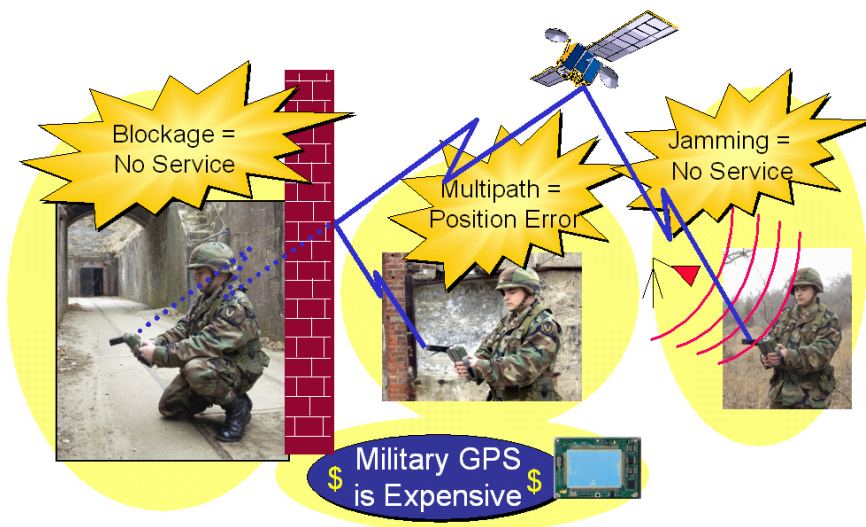 Blockage =
No Service
Multipath =
Position Error
Jamming =
No Service
$ Military GPS $
is Expensive